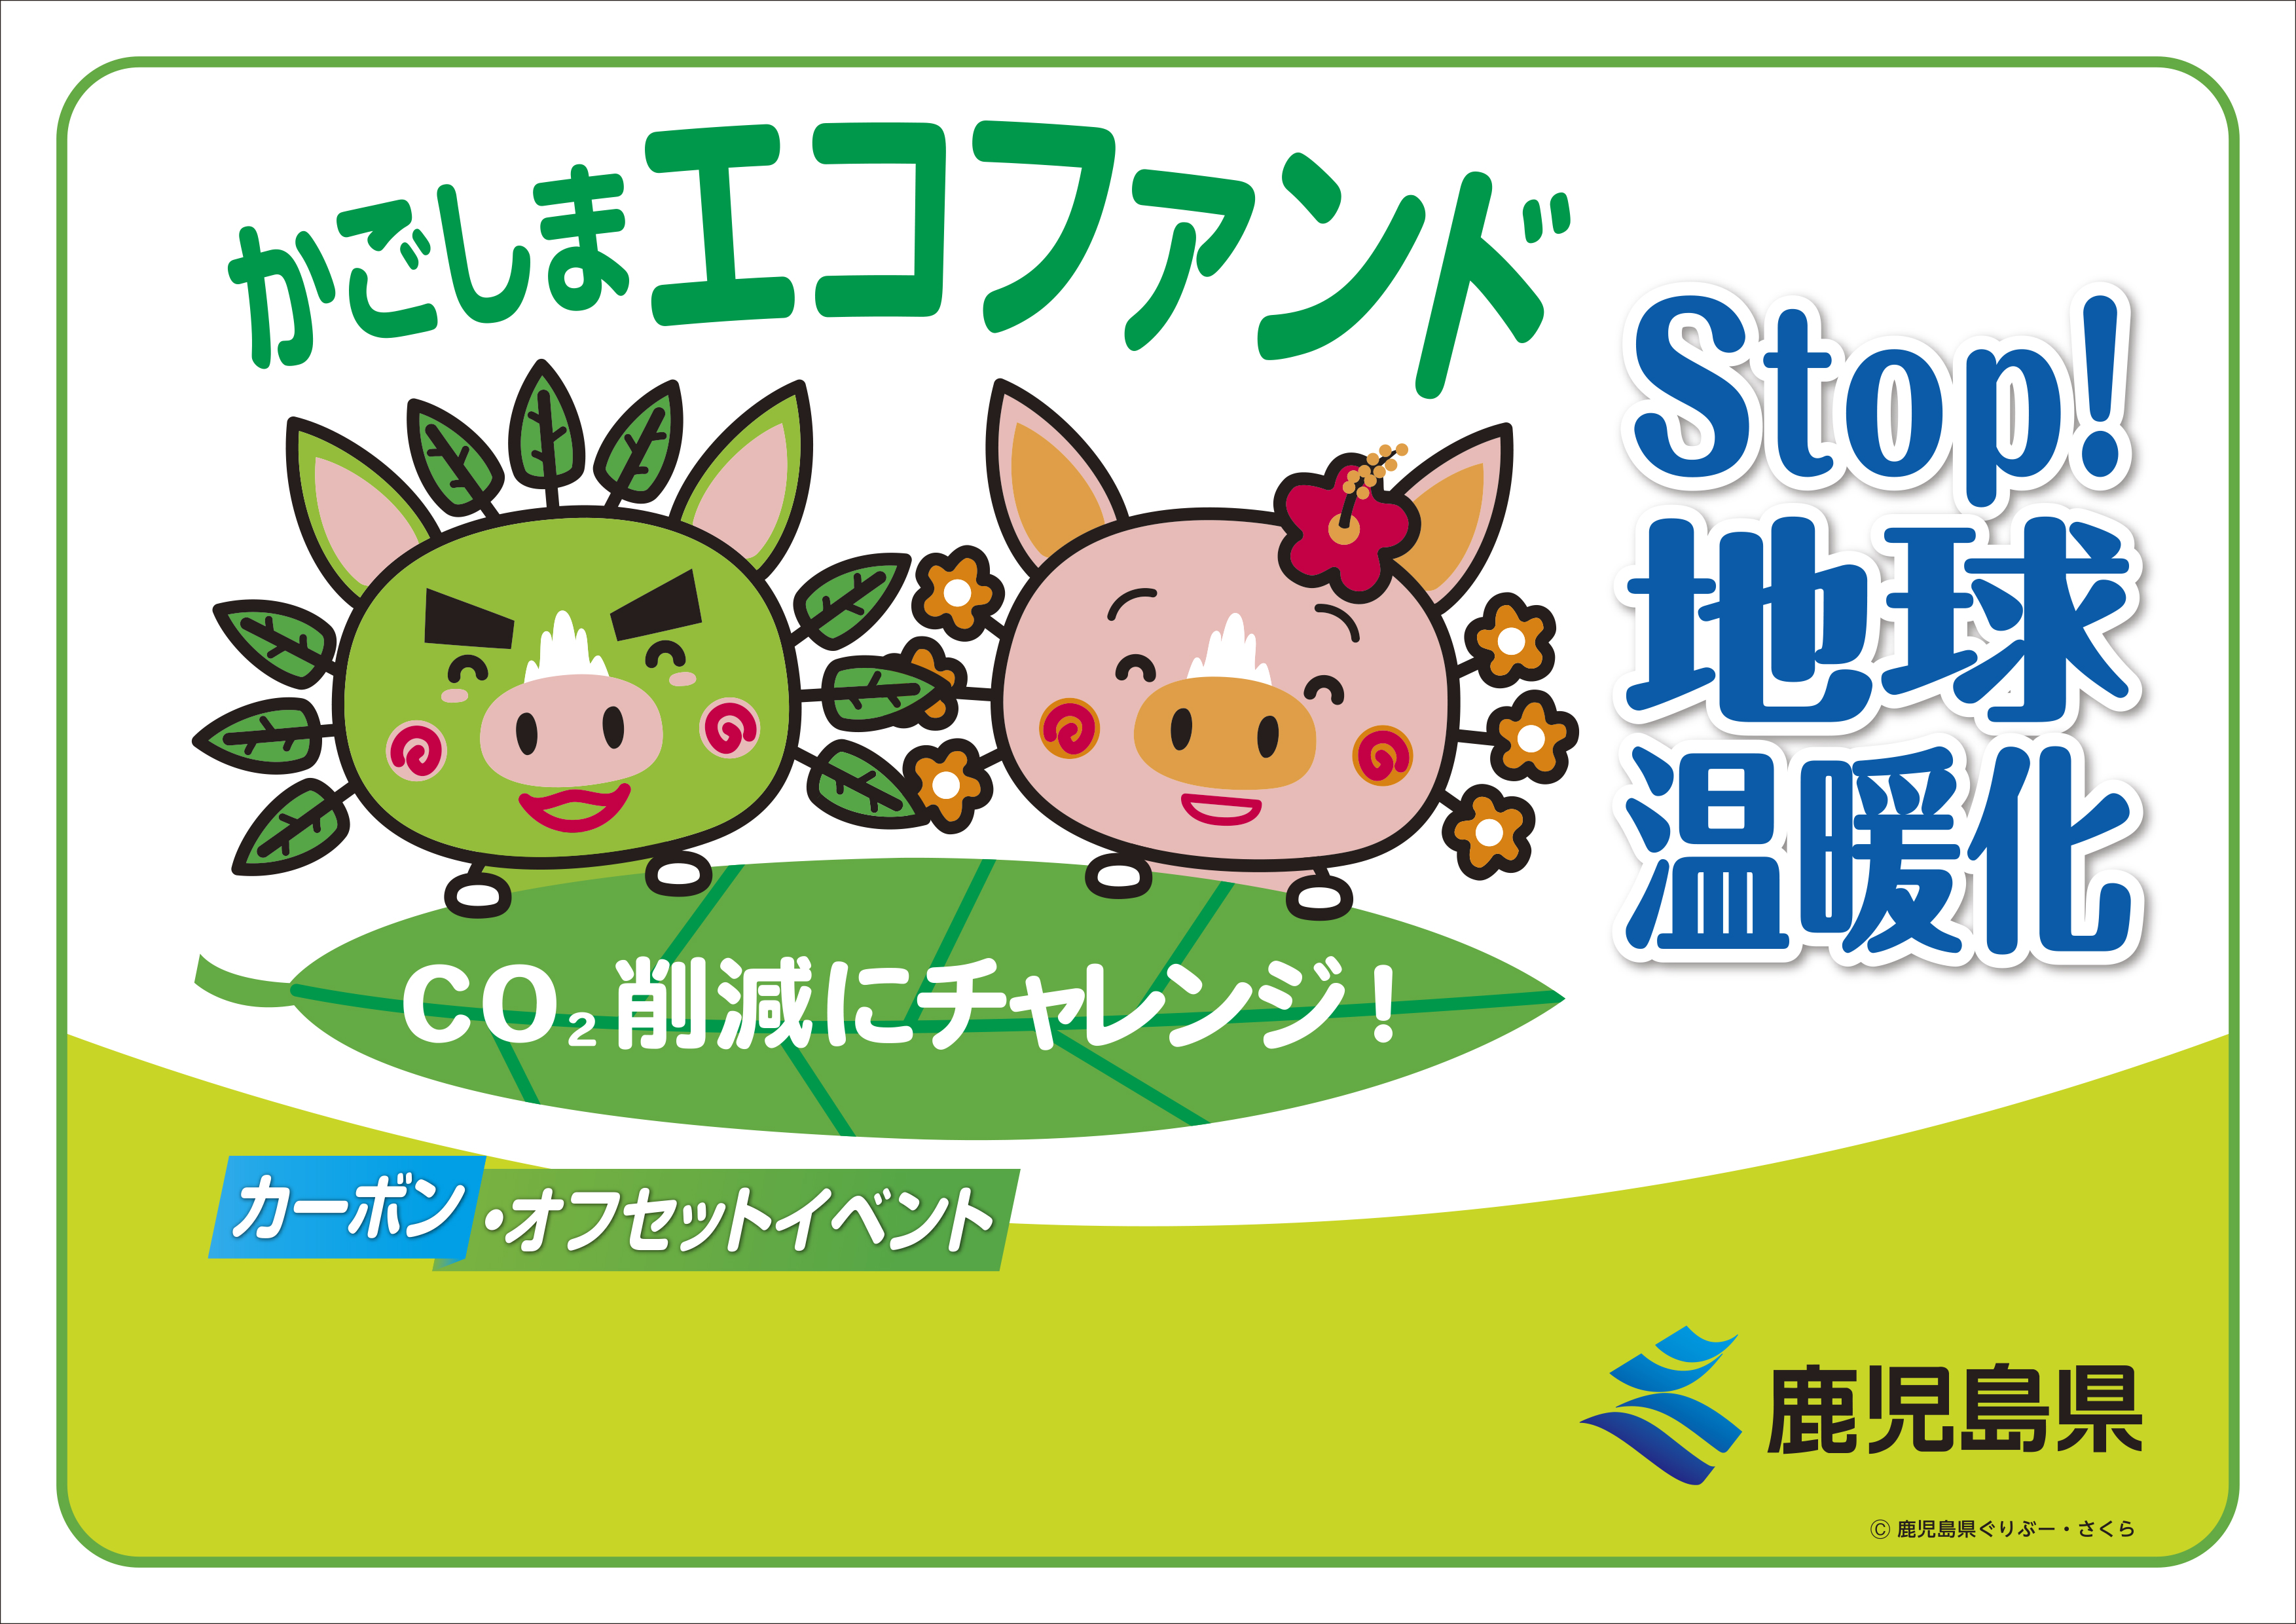 かごしまエコファンド
Stop!
地球
温暖化
CO₂削減にチャレンジ！
カーボン・オフセットイベント
鹿児島県
Ⓒ 鹿児島県ぐりぶー・さくら